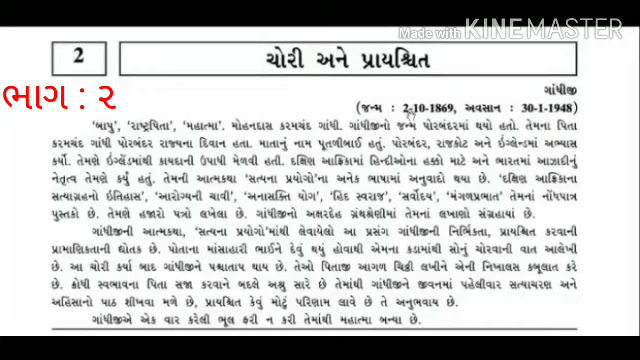 Made with KINEMASTER
2
ચોરી અને પ્રાયશ્ચિત
ભાગ : ૨
ગાંધીજી
(જન્મ : 2-10-1869, અવસાન : 30-1-1948)
'બાપુ', 'રાષ્ટ્રપિતા', 'મહાત્મા'. મોહનદાસ કરમચંદ ગાંધી. ગાંધીજીનો જન્મ પોરબંદરમાં થયો હતો. તેમના પિતા
કરમચંદ ગાંધી પોરબંદર રાજ્યના દિવાન હતા. માતાનું નામ પૂતળીબાઈ હતું. પોરબંદર, રાજકોટ અને ઇંગ્લેન્ડમાં અભ્યાસ
કર્યો. તેમણે ઇંગ્લૅંડમાંથી કાયદાની ઉપાધી મેળવી હતી. દક્ષિણ આફ્રિકામાં હિન્દીઓના હક્કો માટે અને ભારતમાં આઝાદીનું
નેતૃત્વ તેમણે કર્યું હતું. તેમની આત્મકથા 'સત્યના પ્રયોગો'ના અનેક ભાષામાં અનુવાદો થયા છે. 'દક્ષિણ આફ્રિકાના
સત્યાગ્રહનો ઇતિહાસ', 'આરોગ્યની ચાવી', 'અનાસક્તિ યોગ', 'હિંદ સ્વરાજ', 'સર્વોદય', 'મંગળપ્રભાત' તેમનાં નોંધપાત્ર
પુસ્તકો છે. તેમણે હજારો પત્રો લખેલા છે. ગાંધીજીનો અક્ષરદેહ ગ્રંથશ્રેણીમાં તેમનાં લખાણો સંગ્રહાયાં છે.
ગાંધીજીની આત્મકથા, 'સત્યના પ્રયોગો'માંથી લેવાયેલો આ પ્રસંગ ગાંધીજીની નિર્ભિકતા, પ્રાયશ્ચિત કરવાની
પ્રામાણિકતાની દ્યોતક છે. પોતાના માંસાહારી ભાઈને દેવું થયું હોવાથી એમના કડામાંથી સોનું ચોરવાની વાત આલેખી
છે. આ ચોરી કર્યા બાદ ગાંધીજીને પશ્ચાતાપ થાય છે. તેઓ પિતાજી આગળ ચિઠ્ઠી લખીને એની નિખાલસ કબૂલાત કરે
છે. ક્રોધી સ્વભાવના પિતા સજા કરવાને બદલે અશ્રુ સારે છે તેમાંથી ગાંધીજીને જીવનમાં પહેલીવાર સત્યાચરણ અને
અહિંસાનો પાઠ શીખવા મળે છે, પ્રાયશ્ચિત કેવું મોટું પરિણામ લાવે છે તે અનુભવાય છે.
ગાંધીજીએ એક વાર કરેલી ભૂલ ફરી ન કરી તેમાંથી મહાત્મા બન્યા છે.